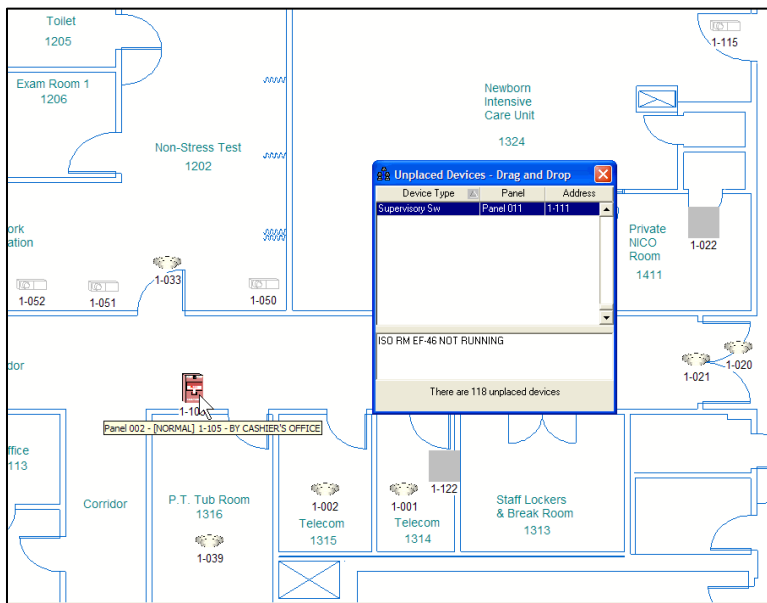 Toilet
1205
1-115
Exam Room 1
1206
Newborn
Intensive
Care Unit
1324
Non-Stress Test
1202
Unplaced Devices - Drag and Drop
Device Type Panel Address
Supervisory Sw Panel 011 1-111
ISO RM EF-46 NOT RUNNING
There are 118 unplaced devices
Private
NICO
Room
1411
1-022
ork
ation
1-033
1-052
1-051
1-050
1-020
1-021
dor
1-10
Panel 002 - [NORMAL] 1-105 - BY CASHIER'S OFFICE
ffice
113
Corridor
P.T. Tub Room
1316
1-039
1-002
Telecom
1315
1-001
Telecom
1314
1-122
Staff Lockers
& Break Room
1313